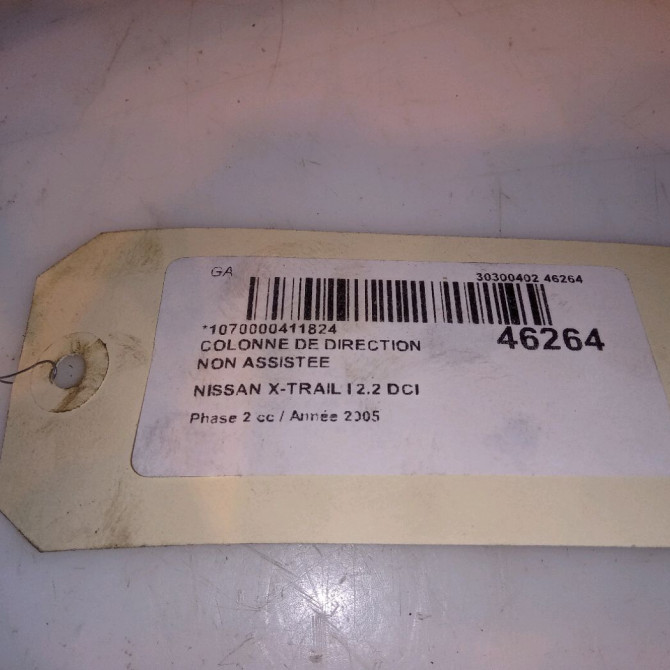 GA
30300402 46264
*1070000411824
46264
COLONNE DE DIRECTION
NON ASSISTEE
NISSAN X-TRAIL I 2.2 DCI
Phase 2 cc / Année 2005